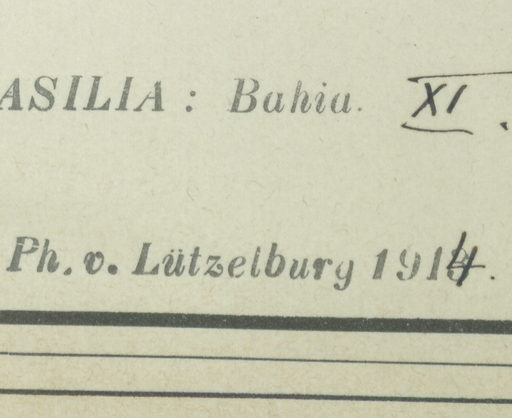 ASILIA : Bahia. XI.
Ph. v. Lützelburg 1914.